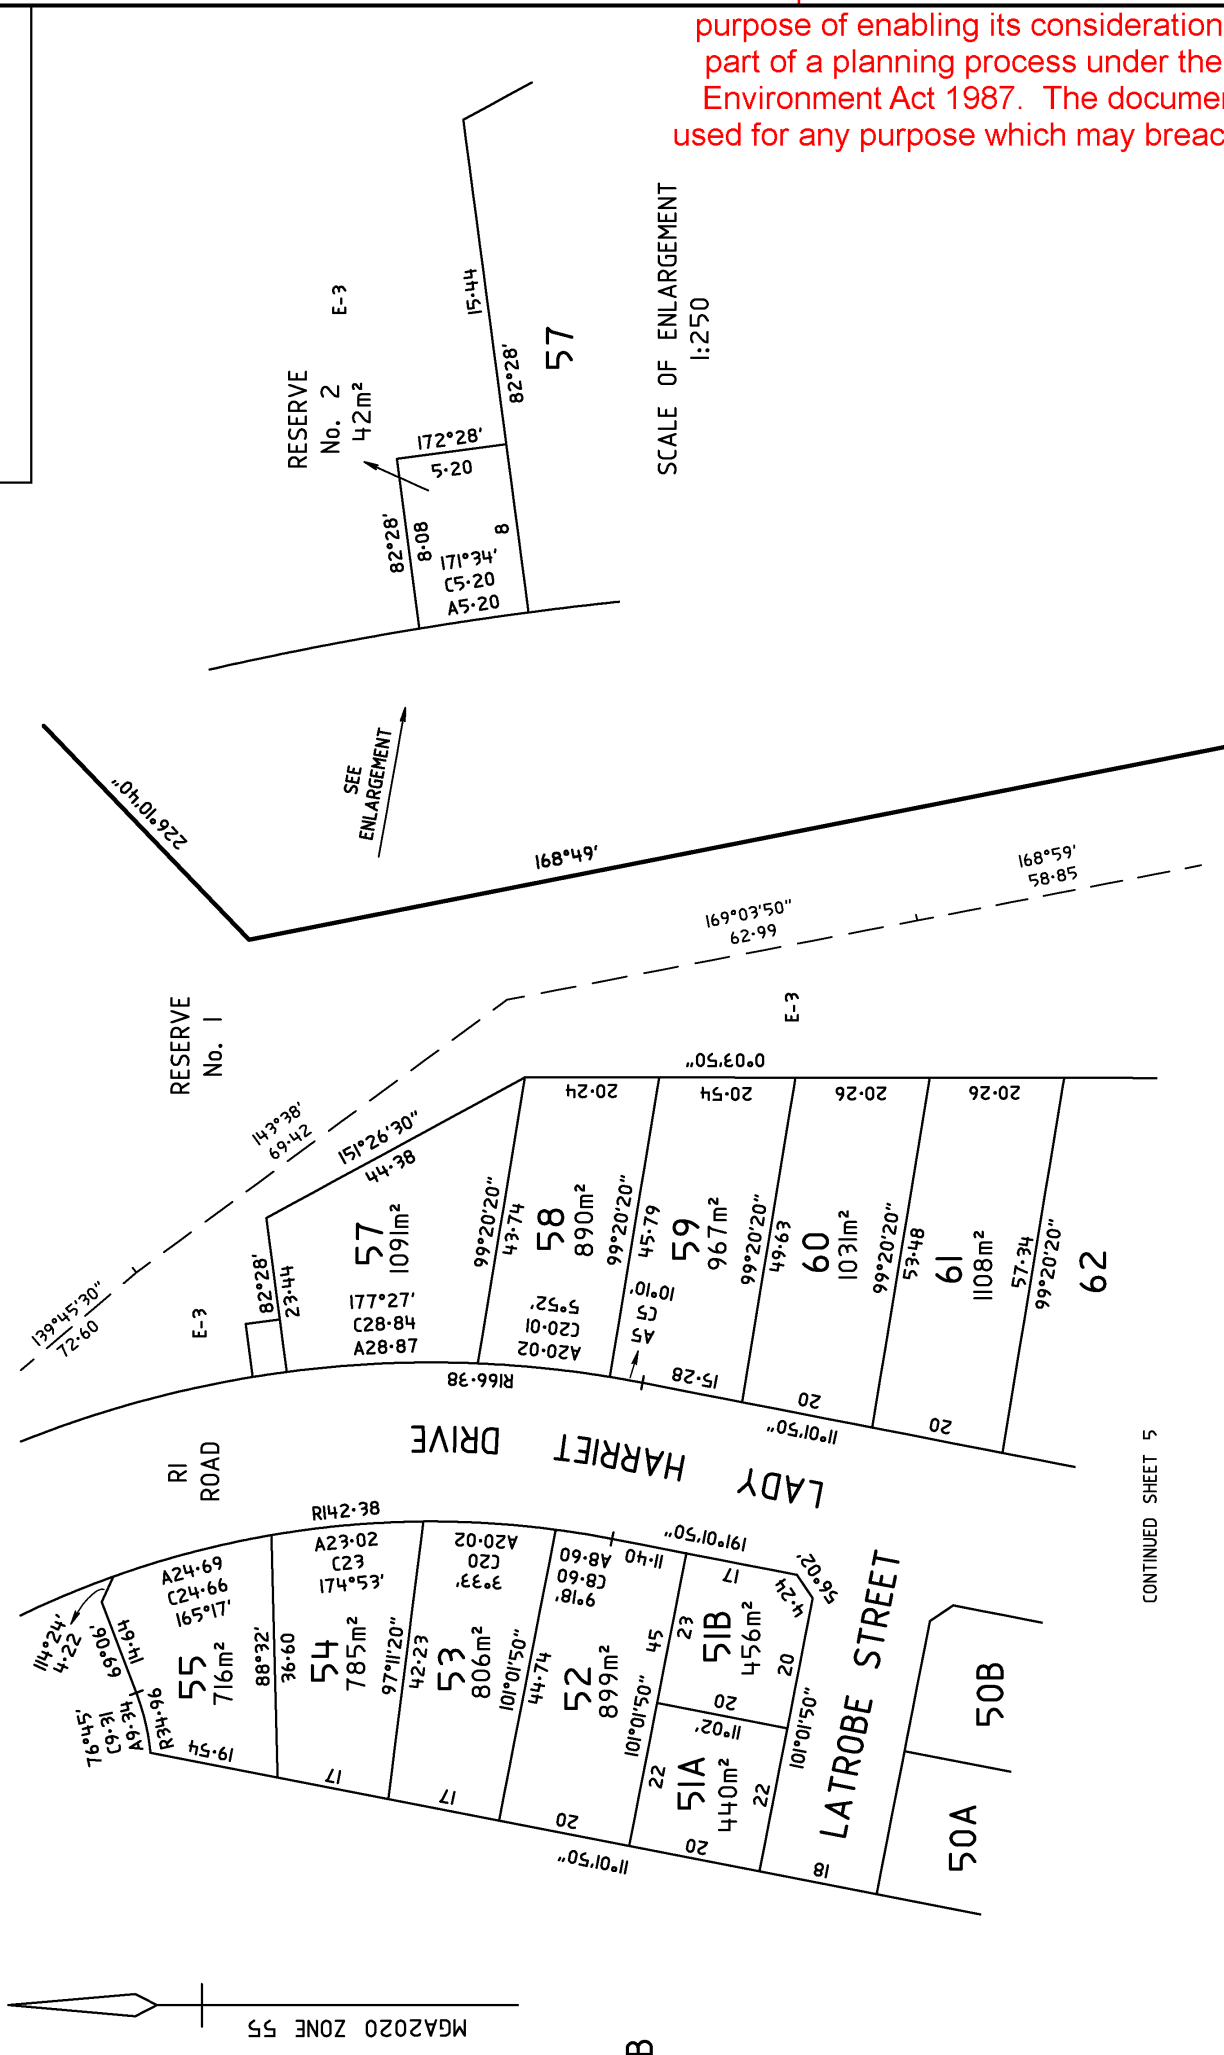 purpose of enabling its consideration
part of a planning process under the
Environment Act 1987. The documen
used for any purpose which may breac
RESERVE
No. 2
42m²
E-3
15·44
82°28'
57
172°28'
5·20
82°28'
8·08
8
171°34'
C5·20
A5·20
SCALE OF ENLARGEMENT
1:250
SEE
ENLARGEMENT
226°10'40"
168°49'
168°59'
58·85
169°03'50"
62·99
E-3
RESERVE
No. 1
143°38'
69·42
139°45'30"
72·60
E-3
0°03'50"
151°26'30"
44·38
82°28'
23·44
57
1091m²
177°27'
C28·84
A28·87
99°20'20"
43·74
20·24
58
890m²
5°52'
C20·01
A20·02
99°20'20"
45·79
20·54
59
967m²
10°10'
C5
A5
15·28
99°20'20"
49·63
20·26
60
1031m²
20
99°20'20"
53·48
20·26
61
1108m²
20
57·34
99°20'20"
62
R166·38
11°01'50"
R1
ROAD
LADY HARRIET DRIVE
R142·38
191°01'50"
114°24'
4·22
69°06'
14·64
76°45'
C9·31
A9·34
R34·96
A24·69
C24·66
165°17'
55
716m²
19·54
88°32'
36·60
A23·02
C23
174°53'
54
785m²
17
97°11'20"
42·23
A20·02
C20
3°33'
53
806m²
17
101°01'50"
44·74
A8·60
C8·60
9°18'
11·40
52
899m²
20
45
101°01'50"
23
17
51B
456m²
4·24
56°02'
20
20
11°02'
22
51A
440m²
22
20
101°01'50"
11°01'50"
18
LATROBE STREET
50B
50A
CONTINUED SHEET 5
MGA2020 ZONE 55
B